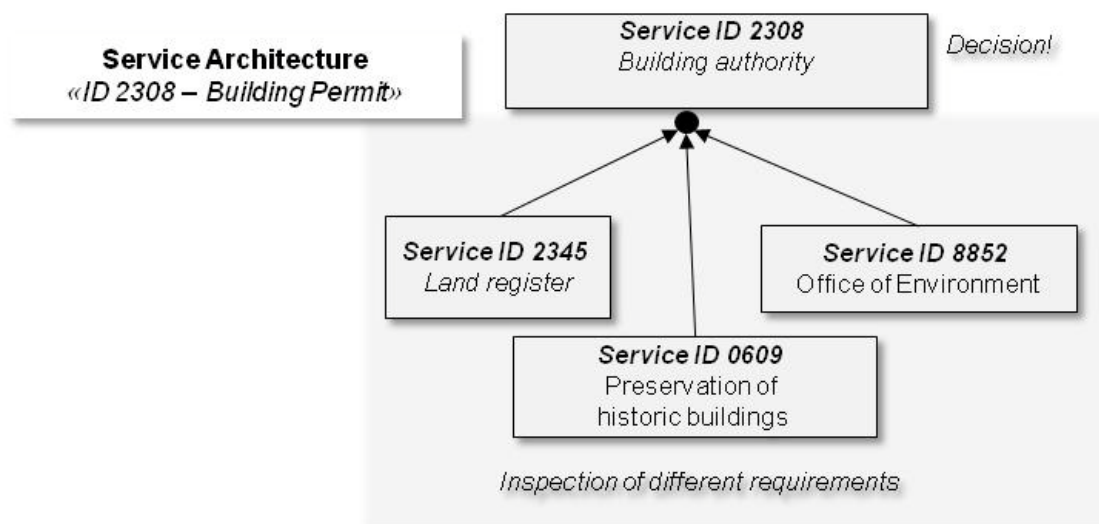 Service Architecture
«ID 2308 – Building Permit»
Service ID 2308
Building authority
Decision!
Service ID 2345
Land register
Service ID 8852
Office of Environment
Service ID 0609
Preservation of
historic buildings
Inspection of different requirements